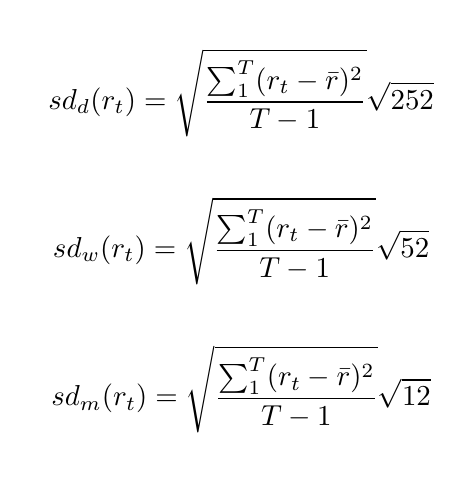 $sd_d(r_t) = \sqrt{\frac{\sum_1^T (r_t - \bar{r})^2}{T - 1}} \sqrt{252}$
$sd_w(r_t) = \sqrt{\frac{\sum_1^T (r_t - \bar{r})^2}{T - 1}} \sqrt{52}$
$sd_m(r_t) = \sqrt{\frac{\sum_1^T (r_t - \bar{r})^2}{T - 1}} \sqrt{12}$